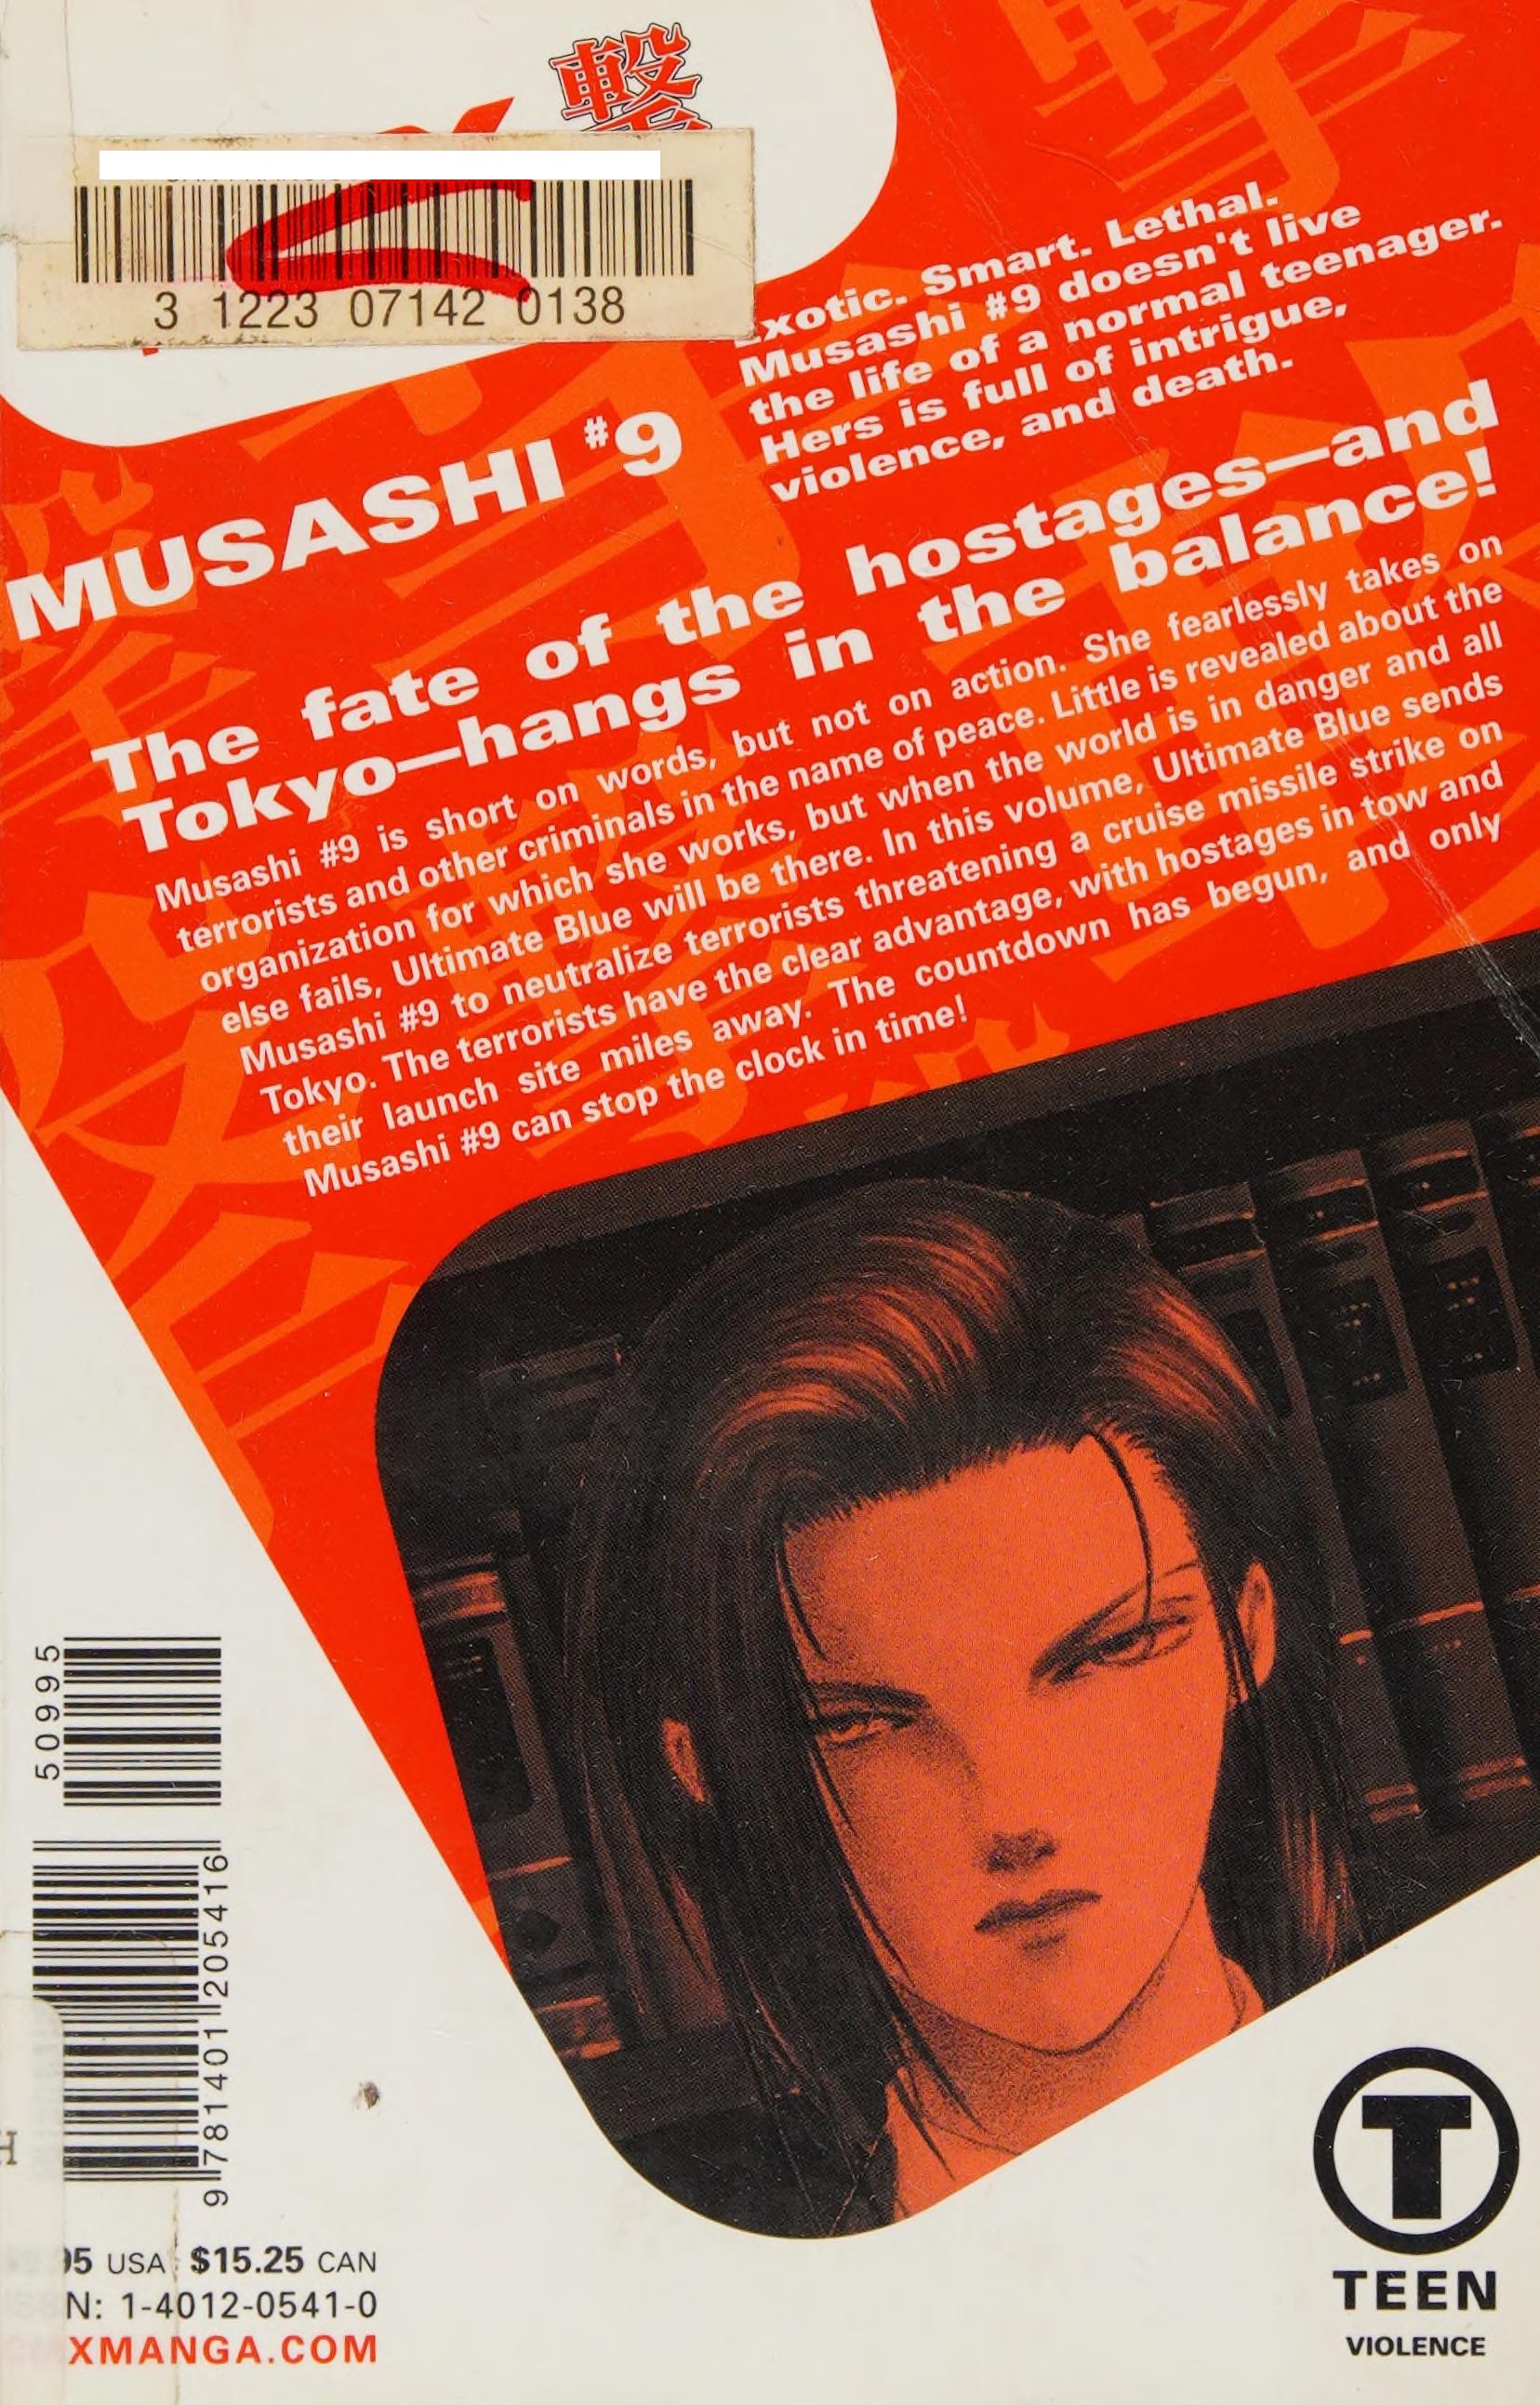 撃
3 1223 07142 0138
Exotic. Smart. Lethal.
Musashi #9 doesn't live
the life of a normal teenager.
Hers is full of intrigue,
violence, and death.
MUSASHI #9
The fate of the hostages—and
Tokyo—hangs in the balance!
Musashi #9 is short on words, but not on action. She fearlessly takes on
terrorists and other criminals in the name of peace. Little is revealed about the
organization for which she works, but when the world is in danger and all
else fails, Ultimate Blue will be there. In this volume, Ultimate Blue sends
Musashi #9 to neutralize terrorists threatening a cruise missile strike on
Tokyo. The terrorists have the clear advantage, with hostages in tow and
their launch site miles away. The countdown has begun, and only
Musashi #9 can stop the clock in time!
50995
9 781401 205416
95 USA $15.25 CAN
N: 1-4012-0541-0
XMANGA.COM
H
T
TEEN
VIOLENCE